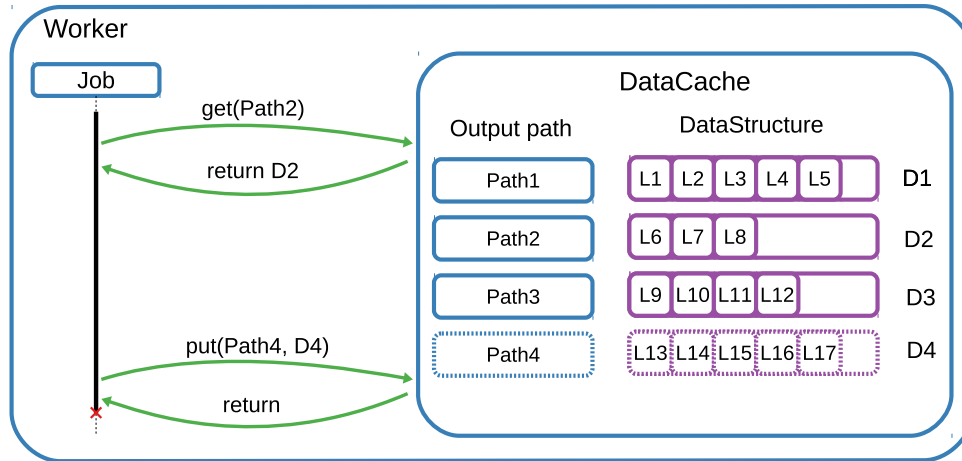 Worker
Job
DataCache
get(Path2)
Output path
DataStructure
return D2
Path1
L1 L2 L3 L4 L5
D1
Path2
L6 L7 L8
D2
Path3
L9 L10 L11 L12
D3
put(Path4, D4)
Path4
L13 L14 L15 L16 L17
D4
return